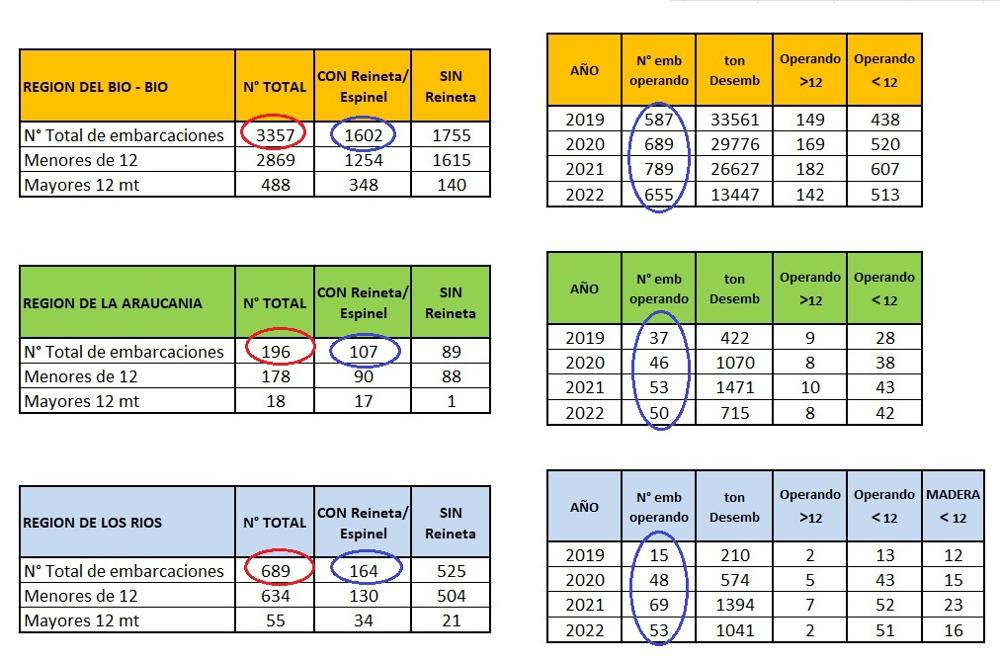 REGION DEL BIO - BIO N° TOTAL CON Reineta/ Espinel SIN Reineta
N° Total de embarcaciones 3357 1602 1755
Menores de 12 2869 1254 1615
Mayores 12 mt 488 348 140
AÑO N° emb operando ton Desemb Operando >12 Operando < 12
2019 587 33561 149 438
2020 689 29776 169 520
2021 789 26627 182 607
2022 655 13447 142 513
REGION DE LA ARAUCANIA N° TOTAL CON Reineta/ Espinel SIN Reineta
N° Total de embarcaciones 196 107 89
Menores de 12 178 90 88
Mayores 12 mt 18 17 1
AÑO N° emb operando ton Desemb Operando >12 Operando < 12
2019 37 422 9 28
2020 46 1070 8 38
2021 53 1471 10 43
2022 50 715 8 42
REGION DE LOS RIOS N° TOTAL CON Reineta/ Espinel SIN Reineta
N° Total de embarcaciones 689 164 525
Menores de 12 634 130 504
Mayores 12 mt 55 34 21
AÑO N° emb operando ton Desemb Operando >12 Operando < 12 MADERA < 12
2019 15 210 2 13 12
2020 48 574 5 43 15
2021 69 1394 7 52 23
2022 53 1041 2 51 16